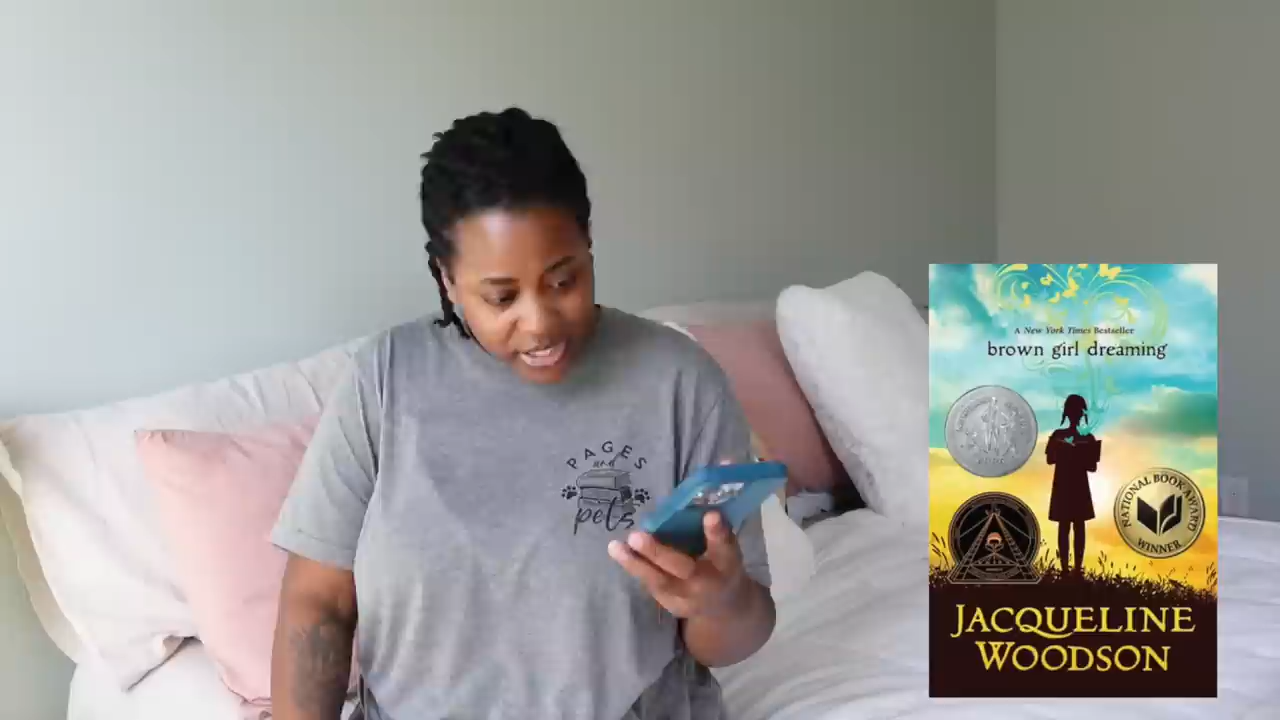 PAGES
and
pets
A New York Times Bestseller
brown girl dreaming
NATIONAL BOOK AWARD
WINNER
JACQUELINE
WOODSON